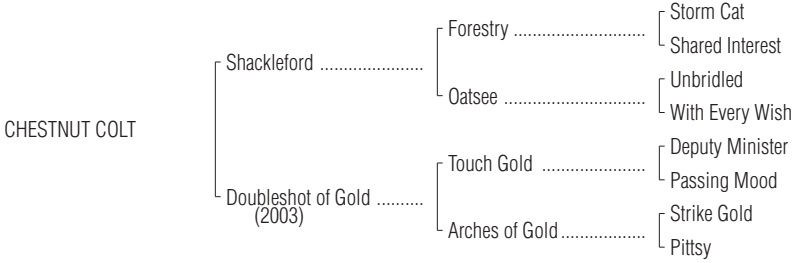 Storm Cat
Forestry ............................
Shared Interest
Shackleford ......................
Unbridled
Oatsee ..............................
With Every Wish
CHESTNUT COLT
Deputy Minister
Touch Gold ......................
Passing Mood
Doubleshot of Gold ..........
(2003)
Strike Gold
Arches of Gold..................
Pittsy